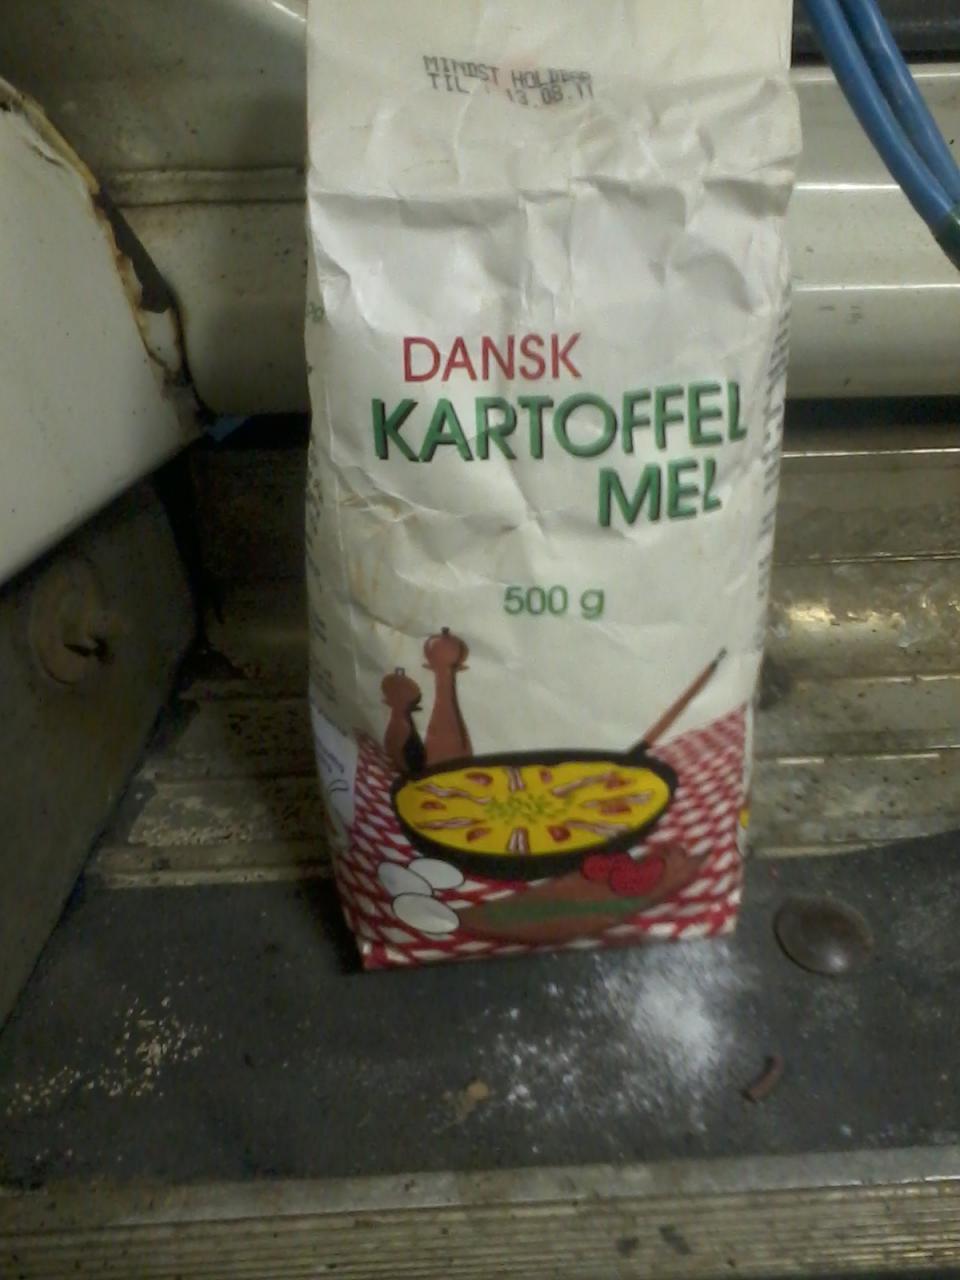 MINDST HOLDBAR
TIL : 13.08.11
DANSK
KARTOFFEL
MEL
500 g